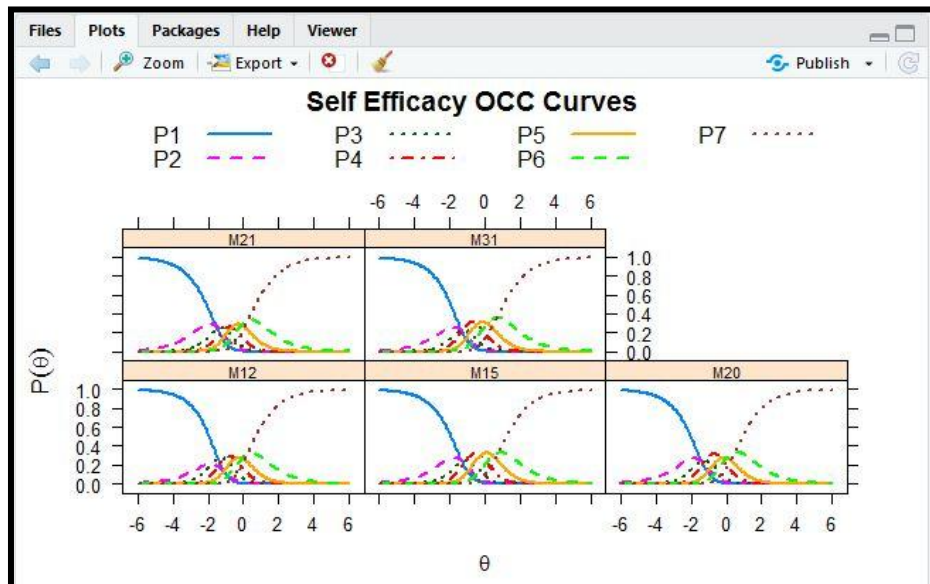 Files Plots Packages Help Viewer
Zoom Export Publish
Self Efficacy OCC Curves
P1 P3 P5 P7
P2 P4 P6
-6 -4 -2 0 2 4 6
M21 M31
1.0
0.8
0.6
0.4
0.2
0.0
P(θ)
M12 M15 M20
1.0
0.8
0.6
0.4
0.2
0.0
-6 -4 -2 0 2 4 6 -6 -4 -2 0 2 4 6
θ